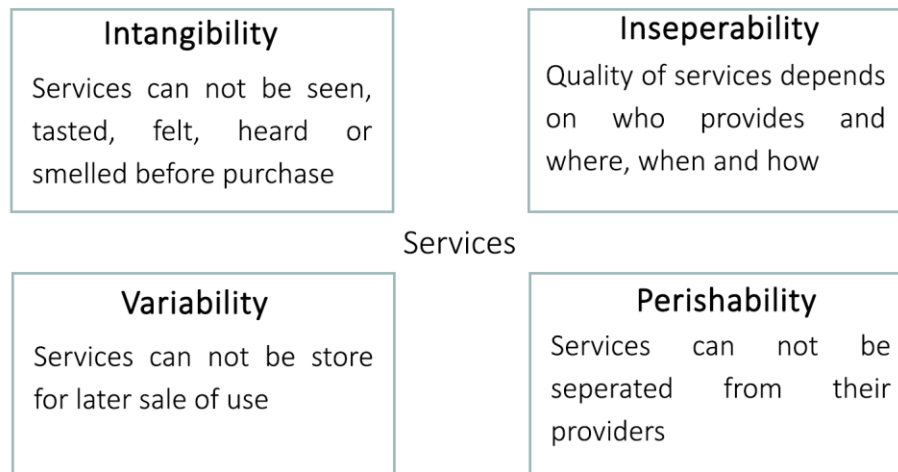 Intangibility
Services can not be seen,
tasted, felt, heard or
smelled before purchase
Inseperability
Quality of services depends
on who provides and
where, when and how
Services
Variability
Services can not be store
for later sale of use
Perishability
Services can not be
seperated from their
providers